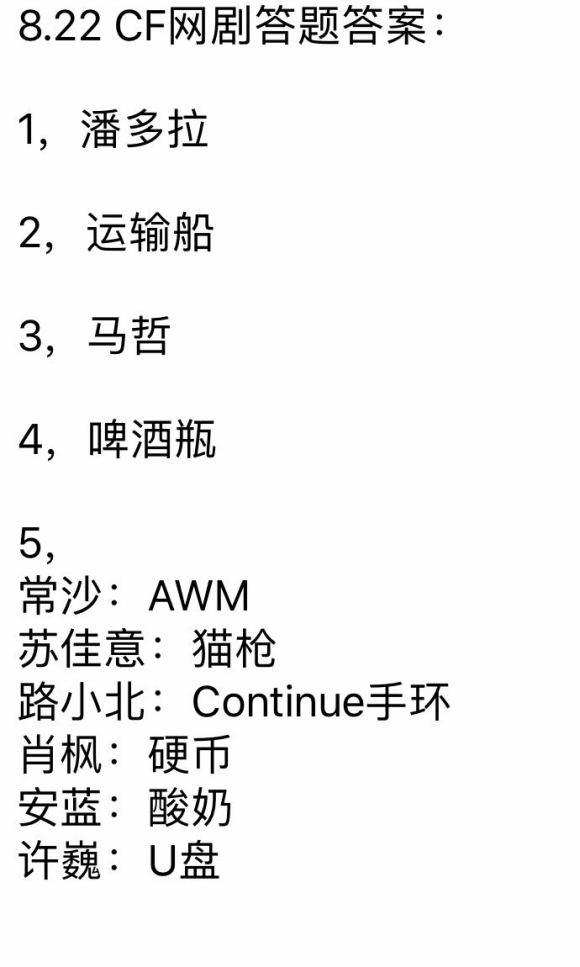 8.22 CF网剧答题答案：
1，潘多拉
2，运输船
3，马哲
4，啤酒瓶
5,
常沙：AWM
苏佳意：猫枪
路小北：Continue手环
肖枫：硬币
安蓝：酸奶
许巍：U盘